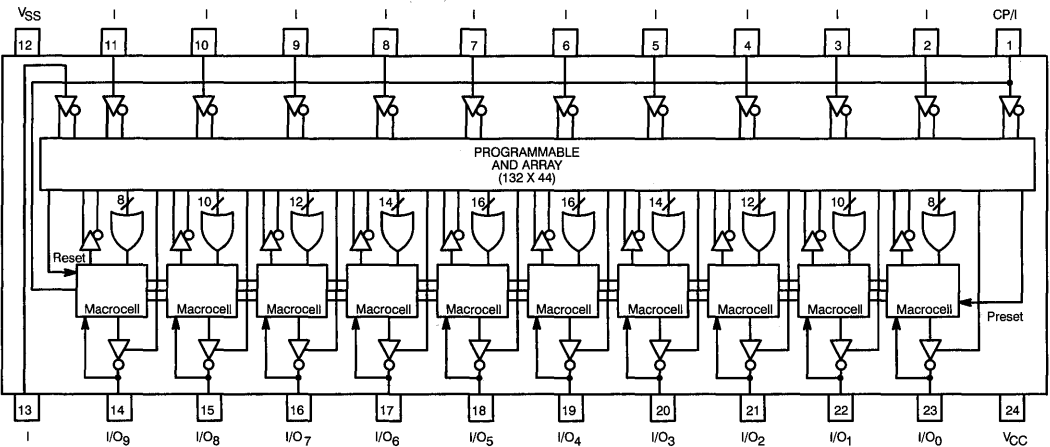 VSS I I I I I I I I I I CP/I
12 11 10 9 8 7 6 5 4 3 2 1
PROGRAMMABLE
AND ARRAY
(132 X 44)
8 10 12 14 16 16 14 12 10 8
Reset
Macrocell Macrocell Macrocell Macrocell Macrocell Macrocell Macrocell Macrocell Macrocell Macrocell
Preset
13 14 15 16 17 18 19 20 21 22 23 24
I I/O9 I/O8 I/O7 I/O6 I/O5 I/O4 I/O3 I/O2 I/O1 I/O0 VCC